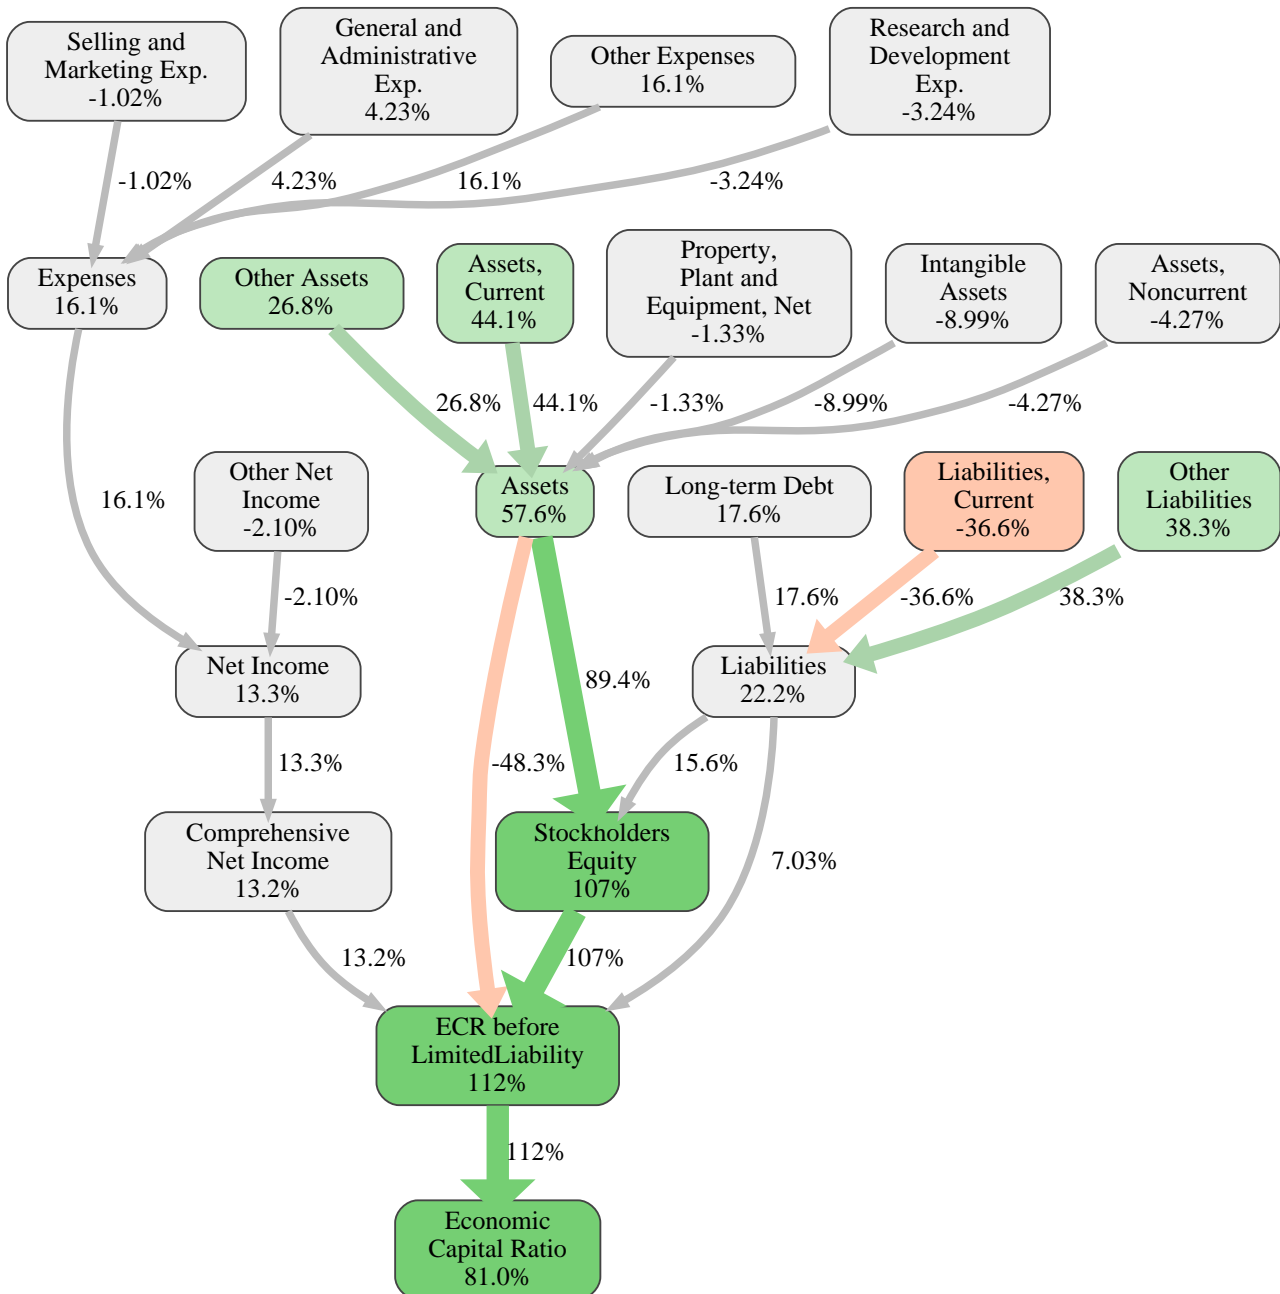 Selling and
Marketing Exp.
-1.02%
General and
Administrative
Exp.
4.23%
Other Expenses
16.1%
Research and
Development
Exp.
-3.24%
-1.02%
4.23%
16.1%
-3.24%
Expenses
16.1%
Other Assets
26.8%
Assets,
Current
44.1%
Property,
Plant and
Equipment, Net
-1.33%
Intangible
Assets
-8.99%
Assets,
Noncurrent
-4.27%
26.8%
44.1%
-1.33%
-8.99%
-4.27%
16.1%
Other Net
Income
-2.10%
Assets
57.6%
Long-term Debt
17.6%
Liabilities,
Current
-36.6%
Other
Liabilities
38.3%
-2.10%
17.6%
-36.6%
38.3%
Net Income
13.3%
89.4%
Liabilities
22.2%
13.3%
-48.3%
15.6%
Comprehensive
Net Income
13.2%
Stockholders
Equity
107%
7.03%
13.2%
107%
ECR before
LimitedLiability
112%
112%
Economic
Capital Ratio
81.0%